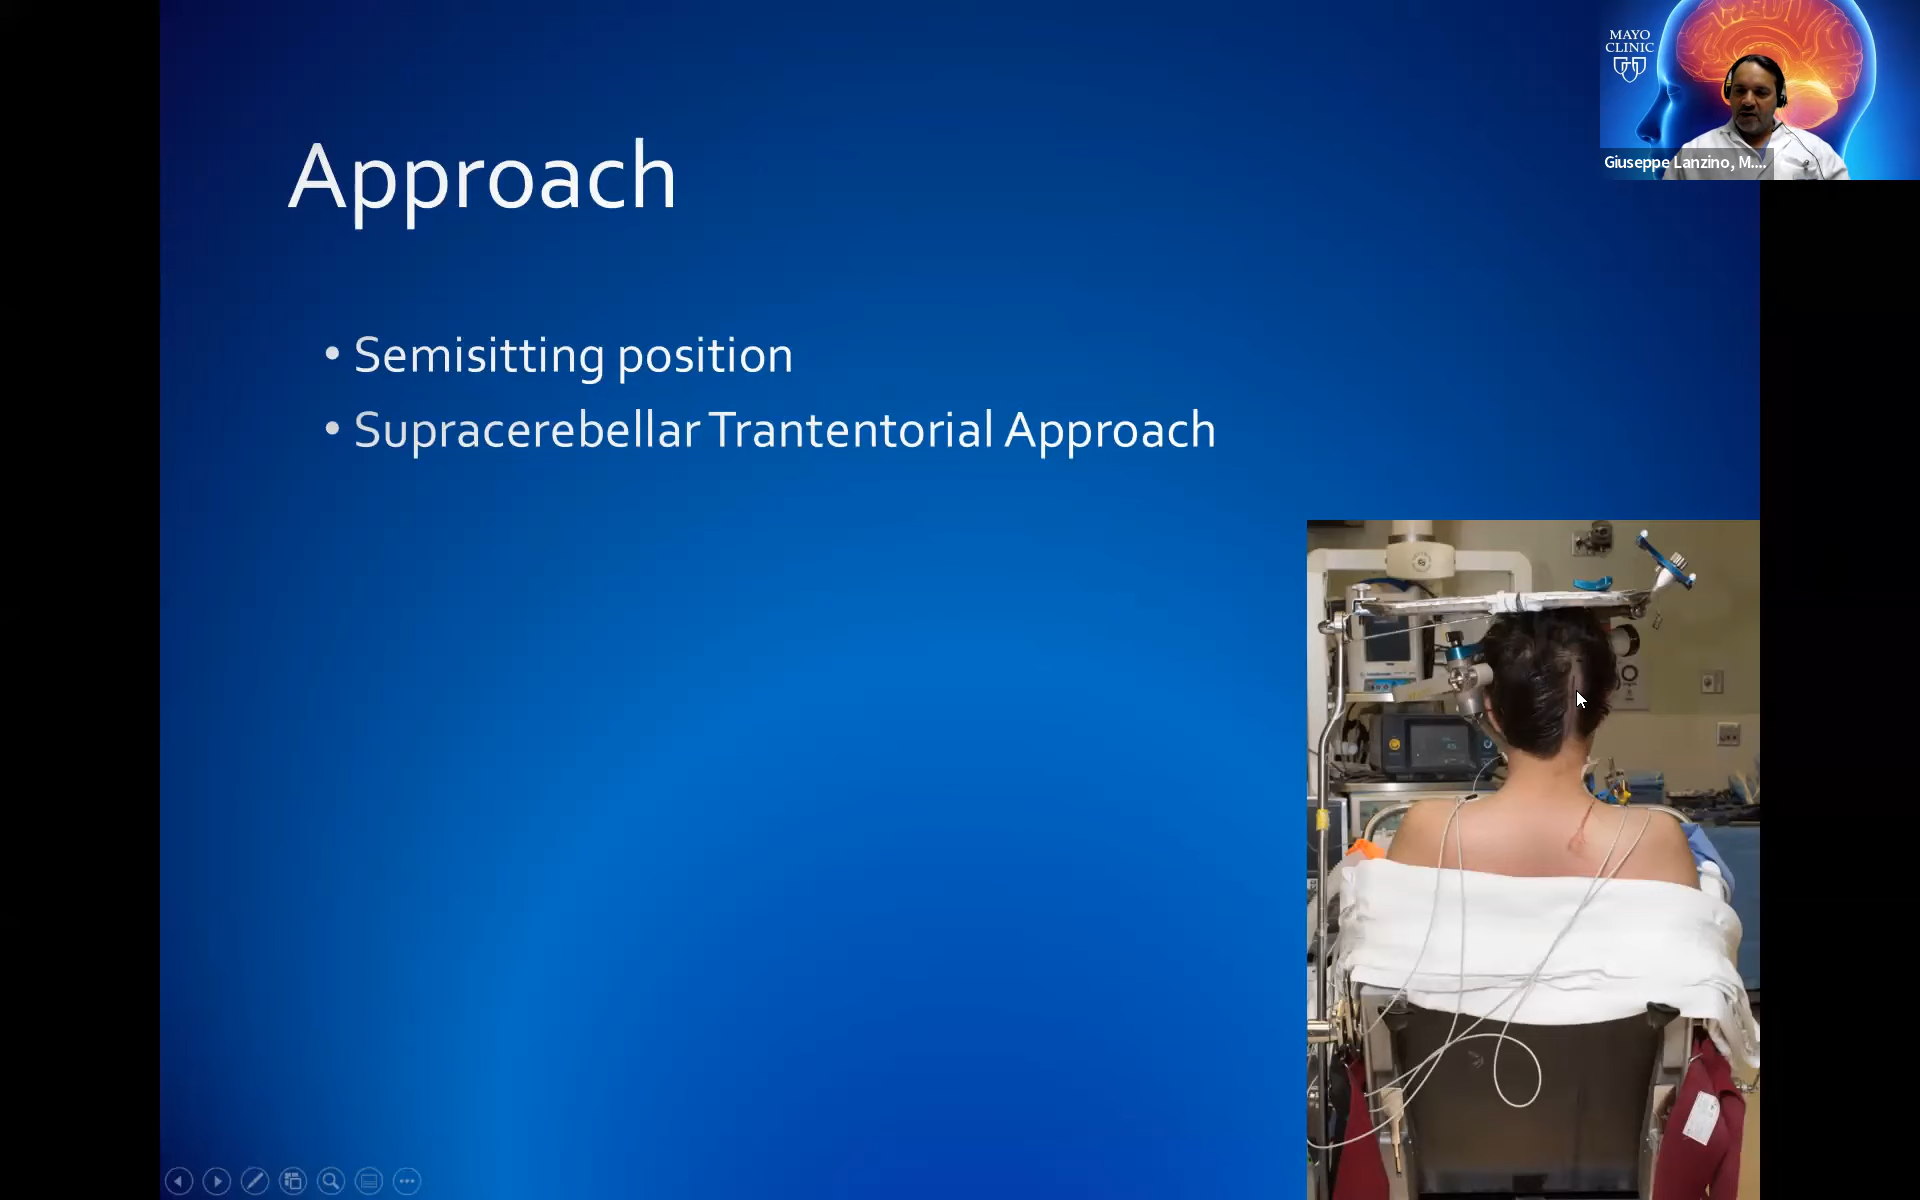 MAYO
CLINIC
Giuseppe Lanzino, M....
Approach
• Semisitting position
• Supracerebellar Trantentorial Approach